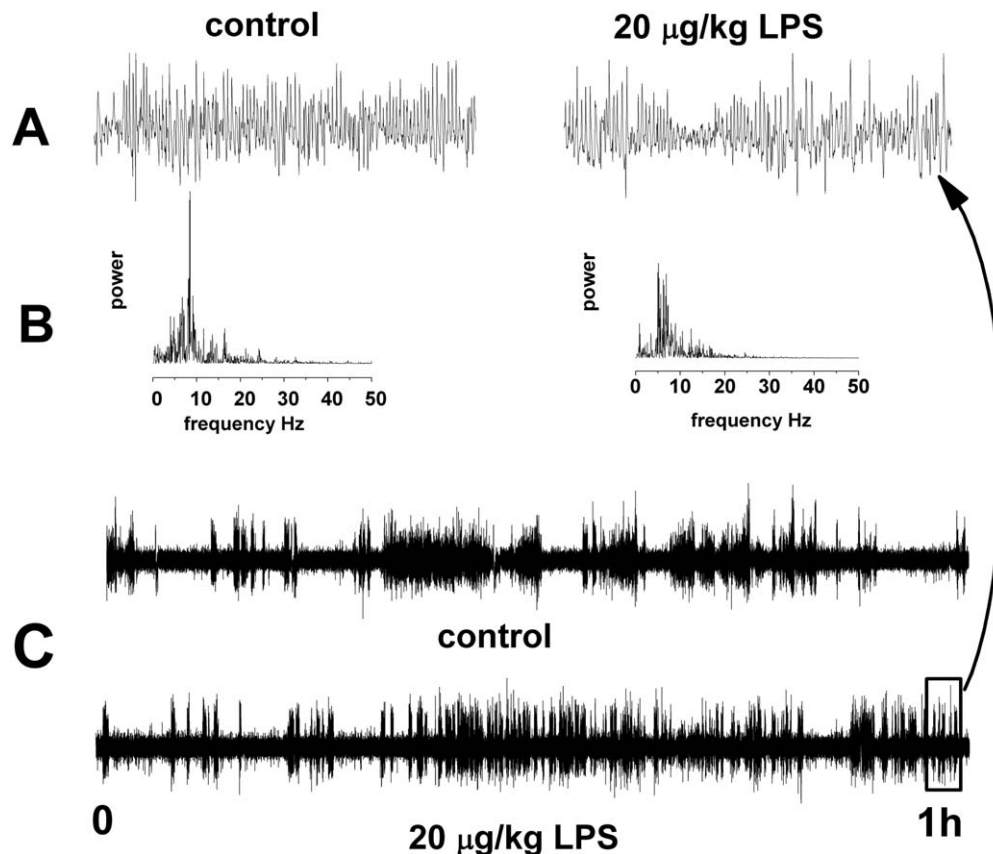 control 20 μg/kg LPS
A
power power
B
0 10 20 30 40 50 0 10 20 30 40 50
frequency Hz frequency Hz
control
C
0 1h
20 μg/kg LPS